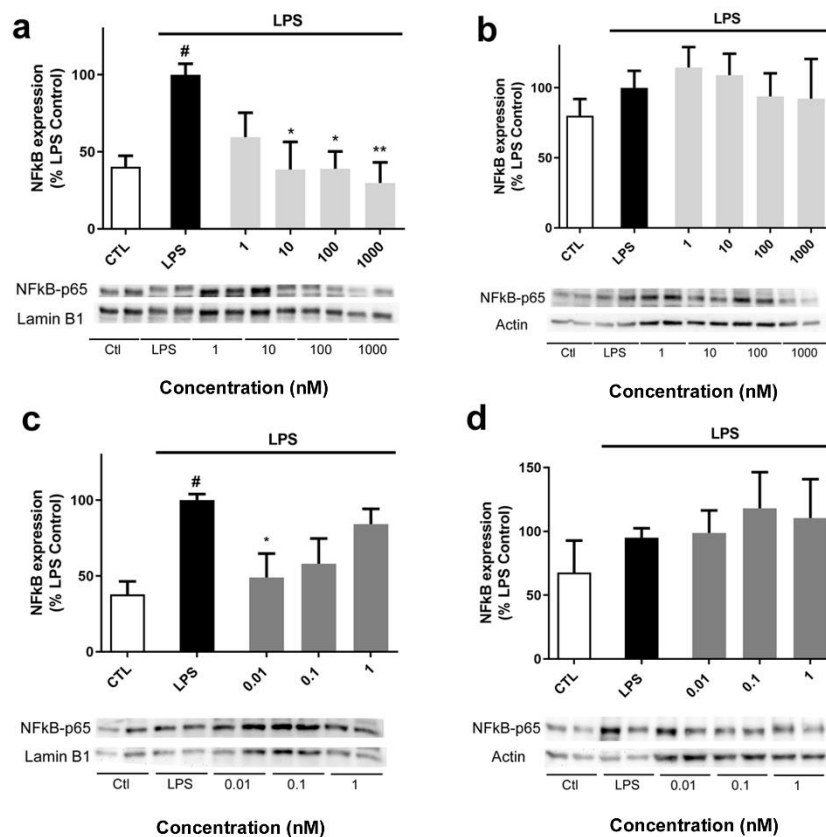 a
LPS
#
NFkB expression
(% LPS Control)
100
50
0
*
*
**
CTL
LPS
1
10
100
1000
NFkB-p65
Lamin B1
Ctl
LPS
1
10
100
1000
Concentration (nM)
b
LPS
NFkB expression
(% LPS Control)
100
50
0
CTL
LPS
1
10
100
1000
NFkB-p65
Actin
Ctl
LPS
1
10
100
1000
Concentration (nM)
c
LPS
#
NFkB expression
(% LPS Control)
100
50
0
*
CTL
LPS
0.01
0.1
1
NFkB-p65
Lamin B1
Ctl
LPS
0.01
0.1
1
Concentration (nM)
d
LPS
NFkB expression
(% LPS Control)
150
100
50
0
CTL
LPS
0.01
0.1
1
NFkB-p65
Actin
Ctl
LPS
0.01
0.1
1
Concentration (nM)